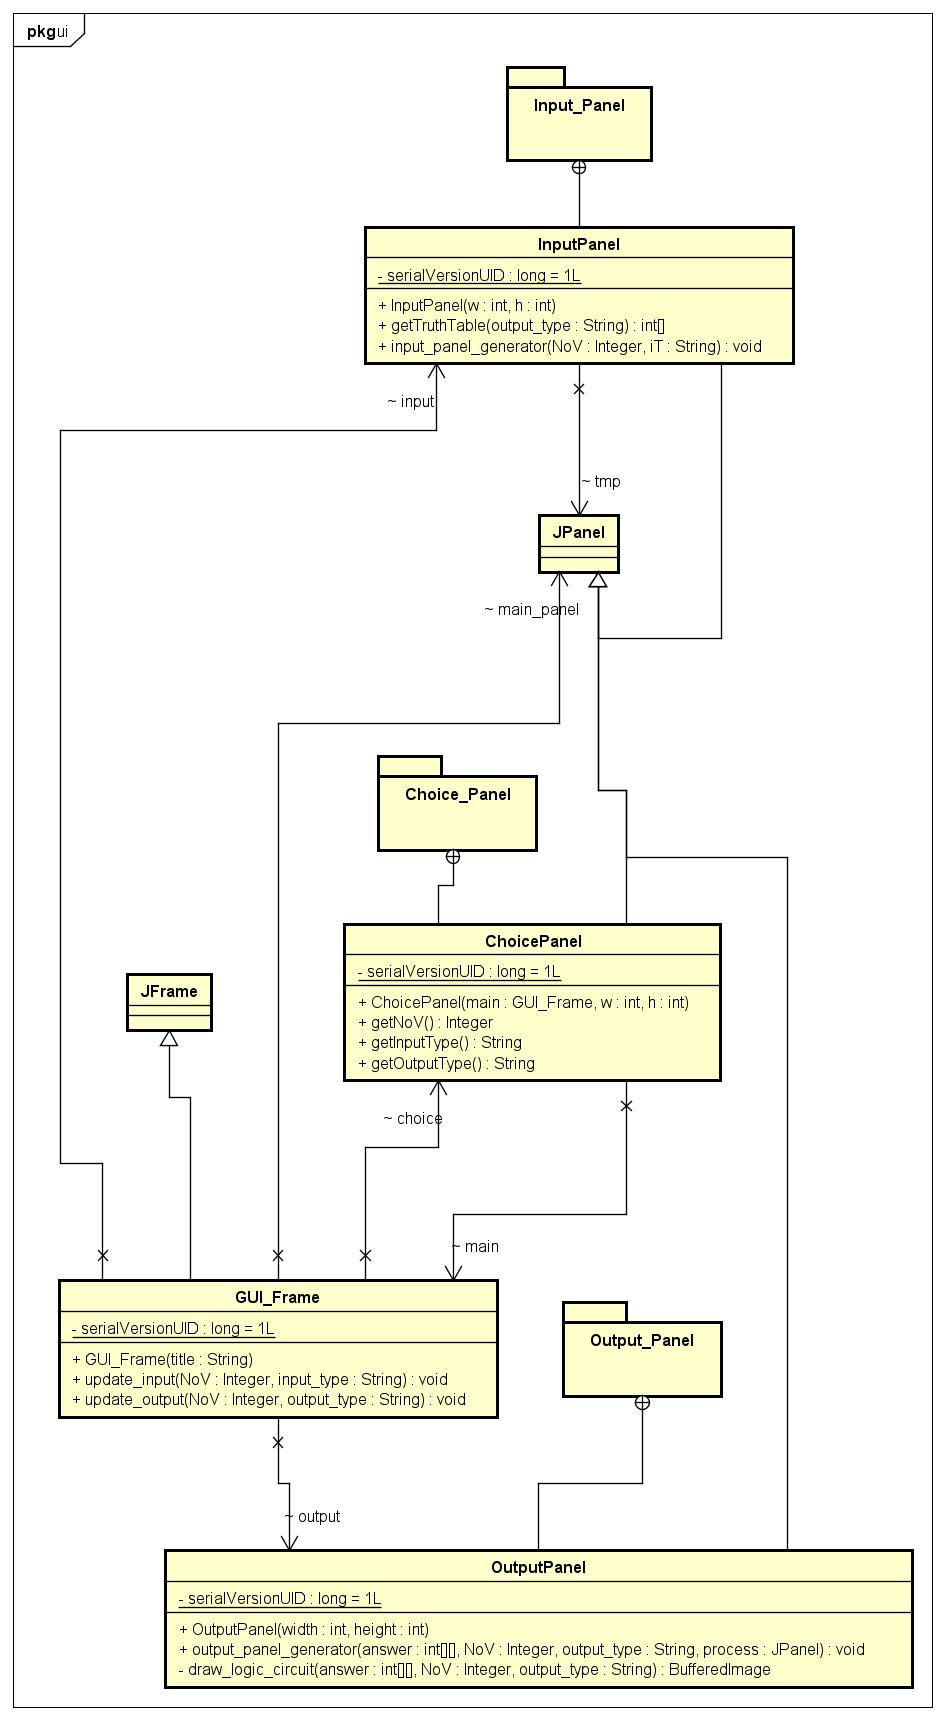 pkg ui
Input_Panel
InputPanel
- serialVersionUID : long = 1L
+ InputPanel(w : int, h : int)
+ getTruthTable(output_type : String) : int[]
+ input_panel_generator(NoV : Integer, iT : String) : void
~ input
~ tmp
JPanel
~ main_panel
Choice_Panel
ChoicePanel
- serialVersionUID : long = 1L
+ ChoicePanel(main : GUI_Frame, w : int, h : int)
+ getNoV() : Integer
+ getInputType() : String
+ getOutputType() : String
JFrame
~ choice
~ main
GUI_Frame
- serialVersionUID : long = 1L
+ GUI_Frame(title : String)
+ update_input(NoV : Integer, input_type : String) : void
+ update_output(NoV : Integer, output_type : String) : void
Output_Panel
~ output
OutputPanel
- serialVersionUID : long = 1L
+ OutputPanel(width : int, height : int)
+ output_panel_generator(answer : int[][], NoV : Integer, output_type : String, process : JPanel) : void
- draw_logic_circuit(answer : int[][], NoV : Integer, output_type : String) : BufferedImage